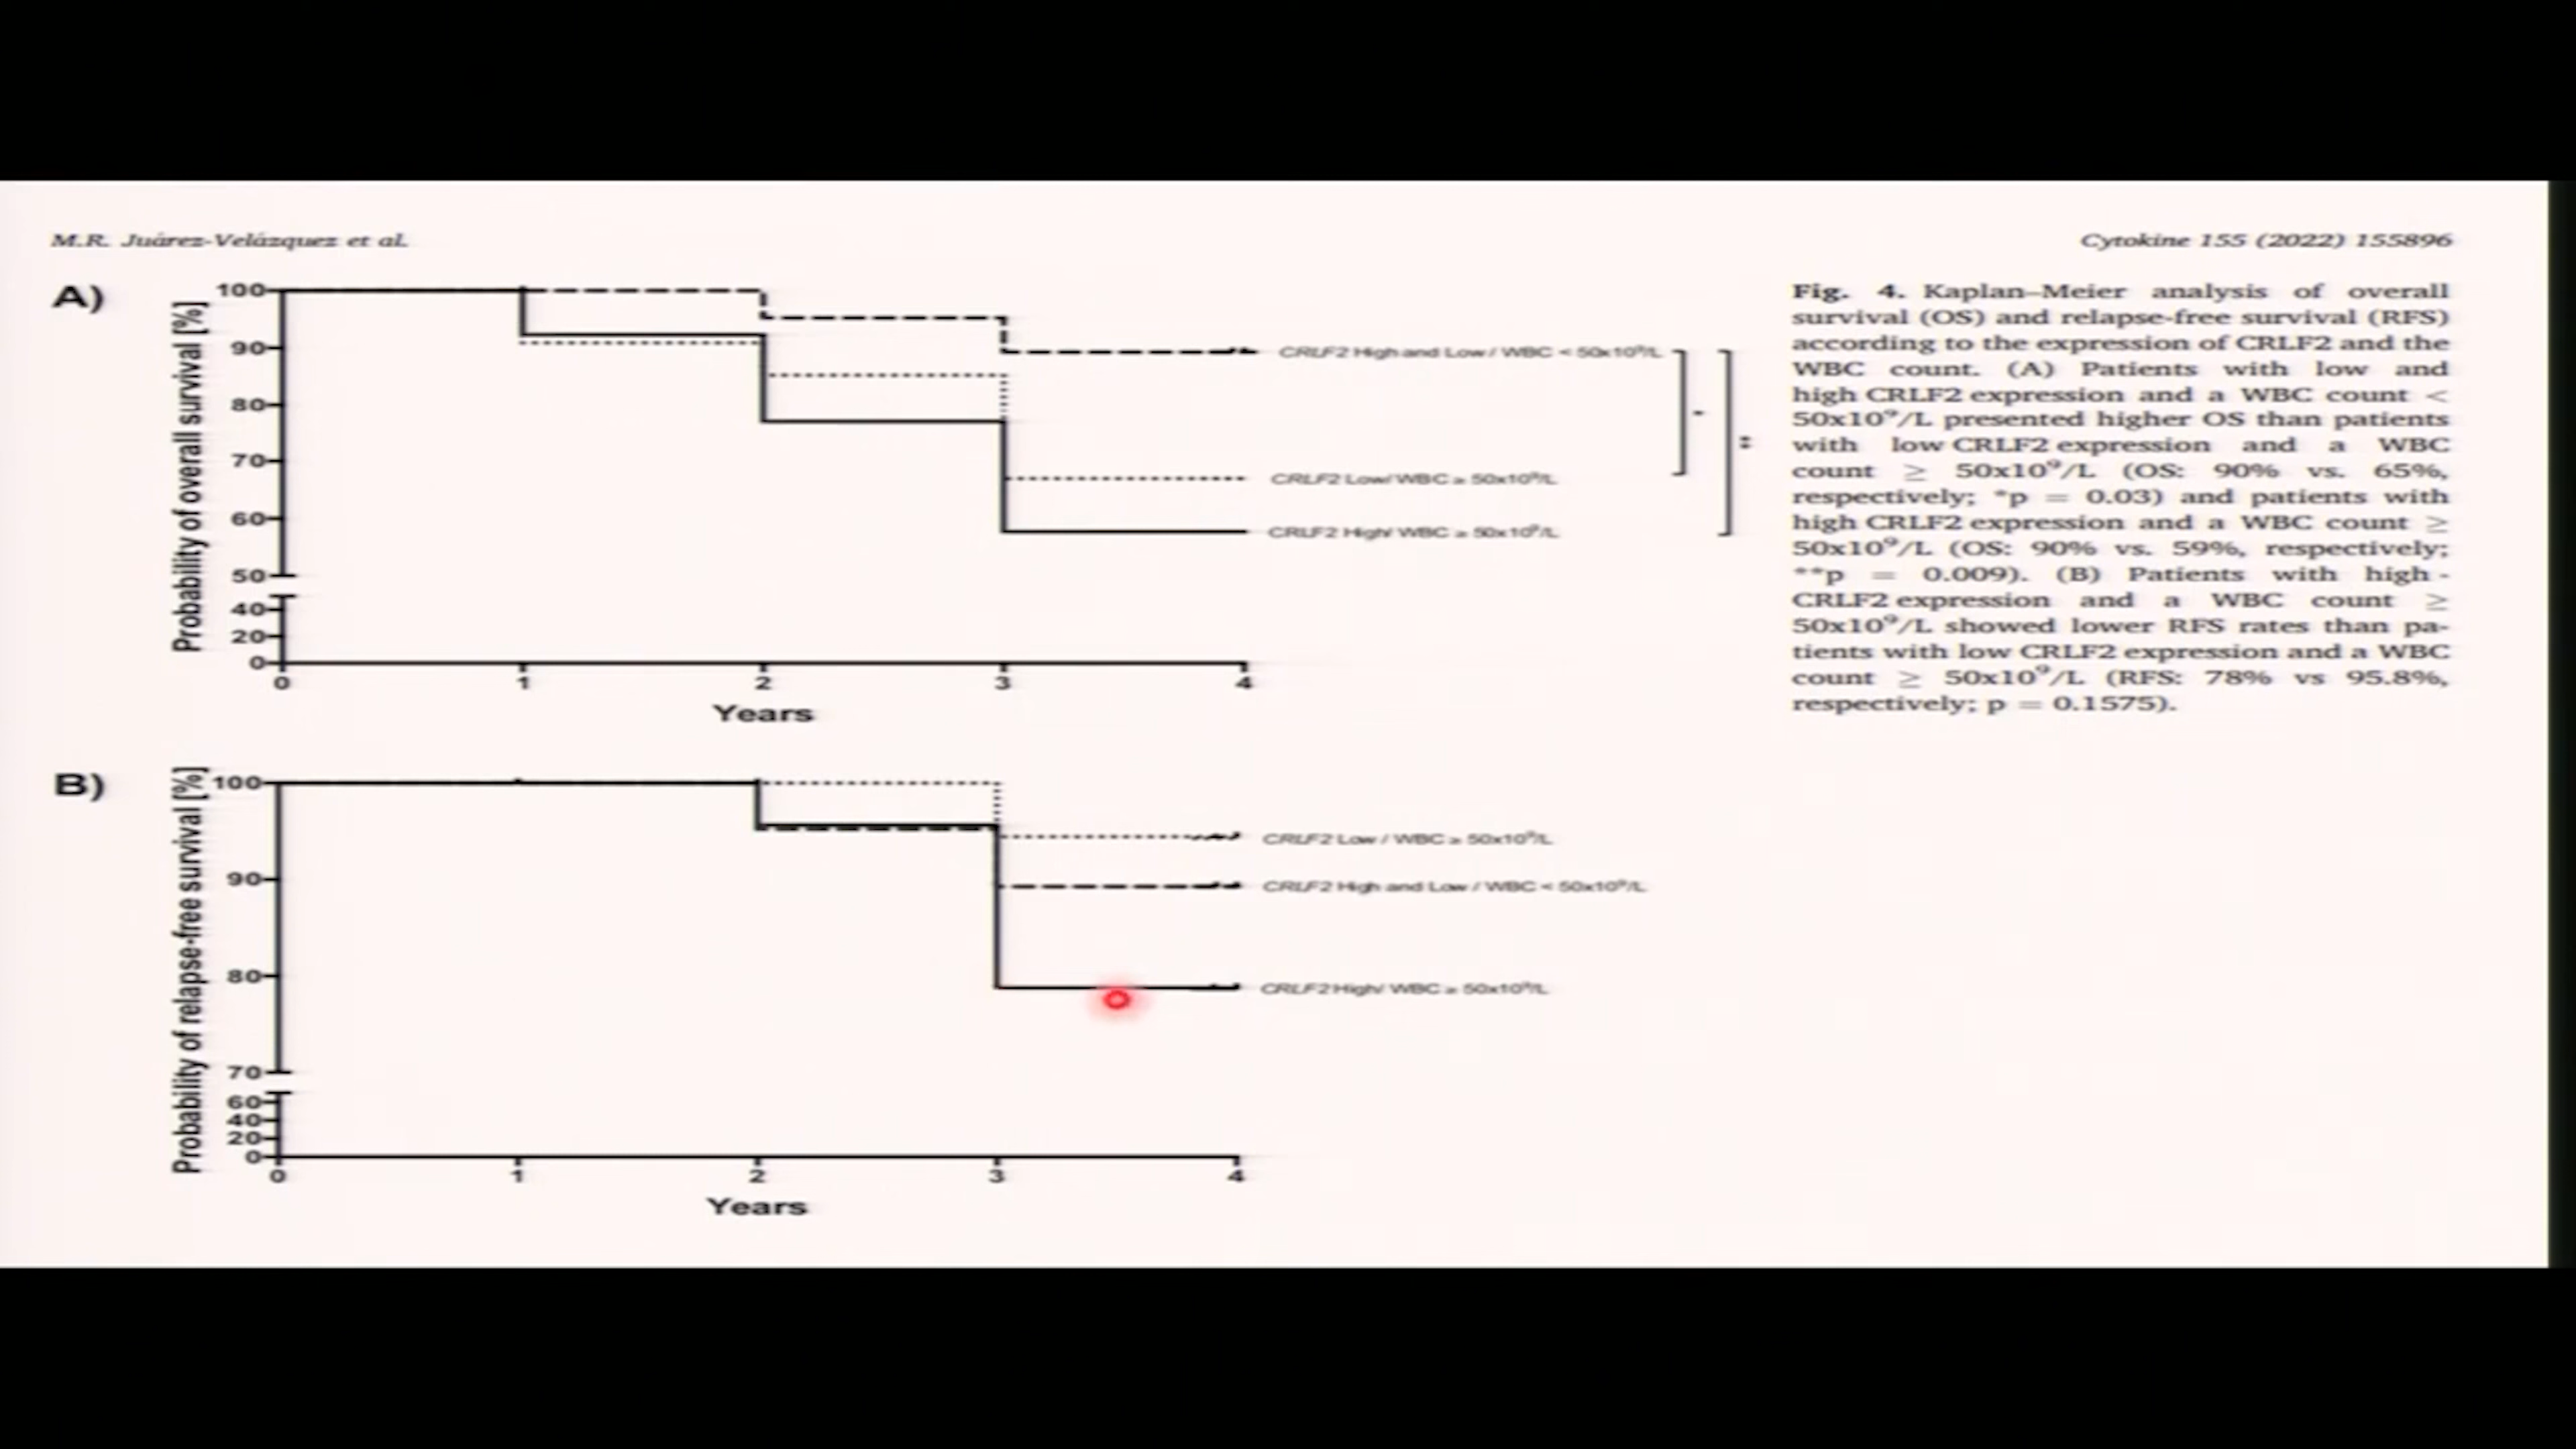 M.R. Juárez-Velázquez et al.
Cytokine 155 (2022) 155896
A)
Probability of overall survival [%]
100
90
80
70
60
50
40
20
0
0 1 2 3 4
Years
CRLF2 High and Low / WBC < 50x10⁹/L
CRLF2 Low/ WBC ≥ 50x10⁹/L
CRLF2 High/ WBC ≥ 50x10⁹/L
*
**
Fig. 4. Kaplan–Meier analysis of overall
survival (OS) and relapse-free survival (RFS)
according to the expression of CRLF2 and the
WBC count. (A) Patients with low and
high CRLF2 expression and a WBC count <
50x10⁹/L presented higher OS than patients
with low CRLF2 expression and a WBC
count ≥ 50x10⁹/L (OS: 90% vs. 65%,
respectively; *p = 0.03) and patients with
high CRLF2 expression and a WBC count ≥
50x10⁹/L (OS: 90% vs. 59%, respectively;
**p = 0.009). (B) Patients with high-
CRLF2 expression and a WBC count ≥
50x10⁹/L showed lower RFS rates than pa-
tients with low CRLF2 expression and a WBC
count ≥ 50x10⁹/L (RFS: 78% vs 95.8%,
respectively; p = 0.1575).
B)
Probability of relapse-free survival [%]
100
90
80
70
60
40
20
0
0 1 2 3 4
Years
CRLF2 Low / WBC ≥ 50x10⁹/L
CRLF2 High and Low / WBC < 50x10⁹/L
CRLF2 High/ WBC ≥ 50x10⁹/L